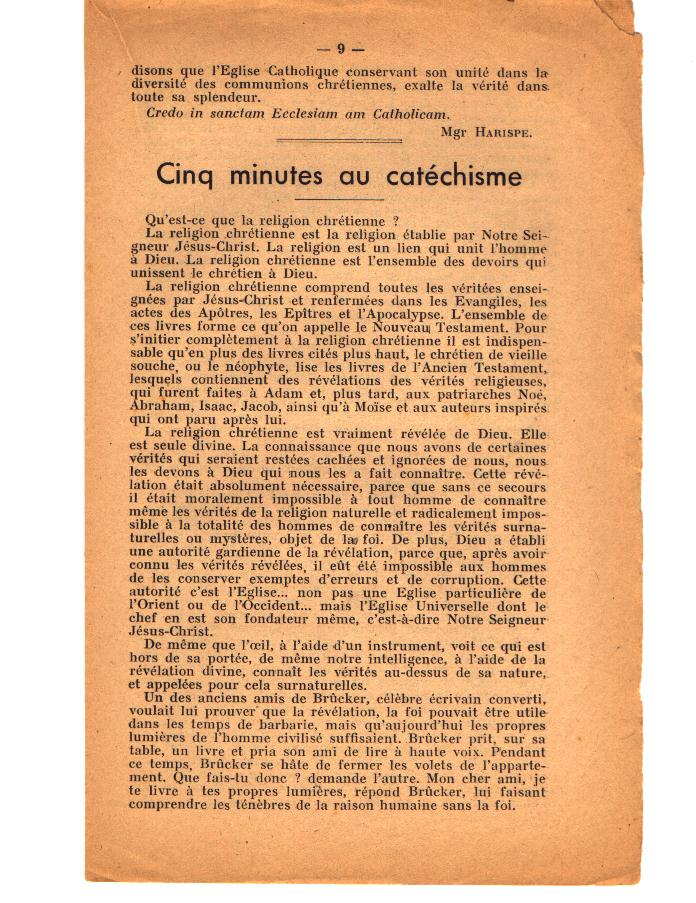 — 9 —
disons que l'Eglise Catholique conservant son unité dans la
diversité des communions chrétiennes, exalte la vérité dans
toute sa splendeur.
Credo in sanctam Ecclesiam am Catholicam.
Mgr HARISPE.
Cinq minutes au catéchisme
Qu'est-ce que la religion chrétienne ?
La religion chrétienne est la religion établie par Notre Sei-
gneur Jésus-Christ. La religion est un lien qui unit l'homme
à Dieu. La religion chrétienne est l'ensemble des devoirs qui
unissent le chrétien à Dieu.
La religion chrétienne comprend toutes les véritées ensei-
gnées par Jésus-Christ et renfermées dans les Evangiles, les
actes des Apôtres, les Epîtres et l'Apocalypse. L'ensemble de
ces livres forme ce qu'on appelle le Nouveau Testament. Pour
s'initier complètement à la religion chrétienne il est indispen-
sable qu'en plus des livres cités plus haut, le chrétien de vieille
souche, ou le néophyte, lise les livres de l'Ancien Testament,
lesquels contiennent des révélations des vérités religieuses,
qui furent faites à Adam et, plus tard, aux patriarches Noé,
Abraham, Isaac, Jacob, ainsi qu'à Moïse et aux auteurs inspirés
qui ont paru après lui.
La religion chrétienne est vraiment révélée de Dieu. Elle
est seule divine. La connaissance que nous avons de certaines
vérités qui seraient restées cachées et ignorées de nous, nous
les devons à Dieu qui nous les a fait connaître. Cette révé-
lation était absolument nécessaire, parce que sans ce secours
il était moralement impossible à tout homme de connaître
même les vérités de la religion naturelle et radicalement impos-
sible à la totalité des hommes de connaître les vérités surna-
turelles ou mystères, objet de la foi. De plus, Dieu a établi
une autorité gardienne de la révélation, parce que, après avoir
connu les vérités révélées, il eût été impossible aux hommes
de les conserver exemptes d'erreurs et de corruption. Cette
autorité c'est l'Eglise... non pas une Eglise particulière de
l'Orient ou de l'Occident... mais l'Eglise Universelle dont le
chef en est son fondateur même, c'est-à-dire Notre Seigneur
Jésus-Christ.
De même que l'œil, à l'aide d'un instrument, voit ce qui est
hors de sa portée, de même notre intelligence, à l'aide de la
révélation divine, connaît les vérités au-dessus de sa nature,
et appelées pour cela surnaturelles.
Un des anciens amis de Brûcker, célèbre écrivain converti,
voulait lui prouver que la révélation, la foi pouvait être utile
dans les temps de barbarie, mais qu'aujourd'hui les propres
lumières de l'homme civilisé suffisaient. Brûcker prit, sur sa
table, un livre et pria son ami de lire à haute voix. Pendant
ce temps, Brûcker se hâte de fermer les volets de l'apparte-
ment. Que fais-tu donc ? demande l'autre. Mon cher ami, je
te livre à tes propres lumières, répond Brûcker, lui faisant
comprendre les ténèbres de la raison humaine sans la foi.